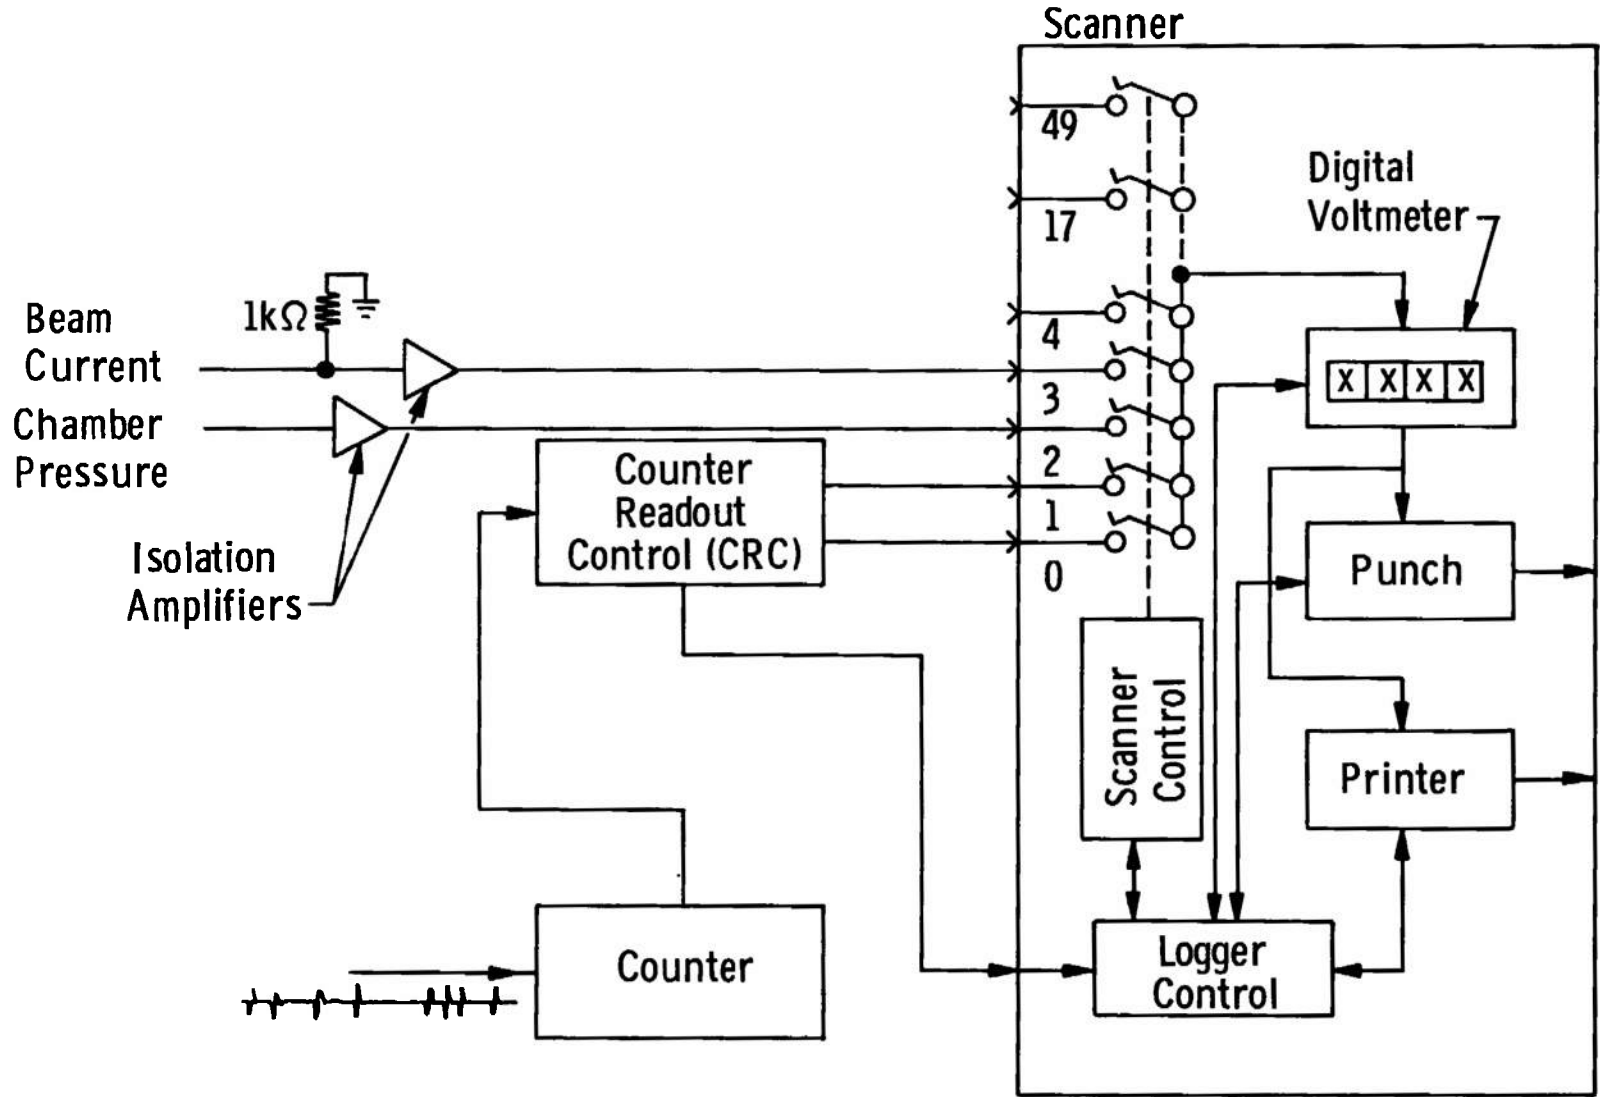 Scanner
49
17
Digital
Voltmeter
1kΩ
Beam
Current
4
3
X X X X
Chamber
Pressure
2
Counter
Readout
Control (CRC)
1
0
Isolation
Amplifiers
Punch
Scanner
Control
Printer
Logger
Control
Counter